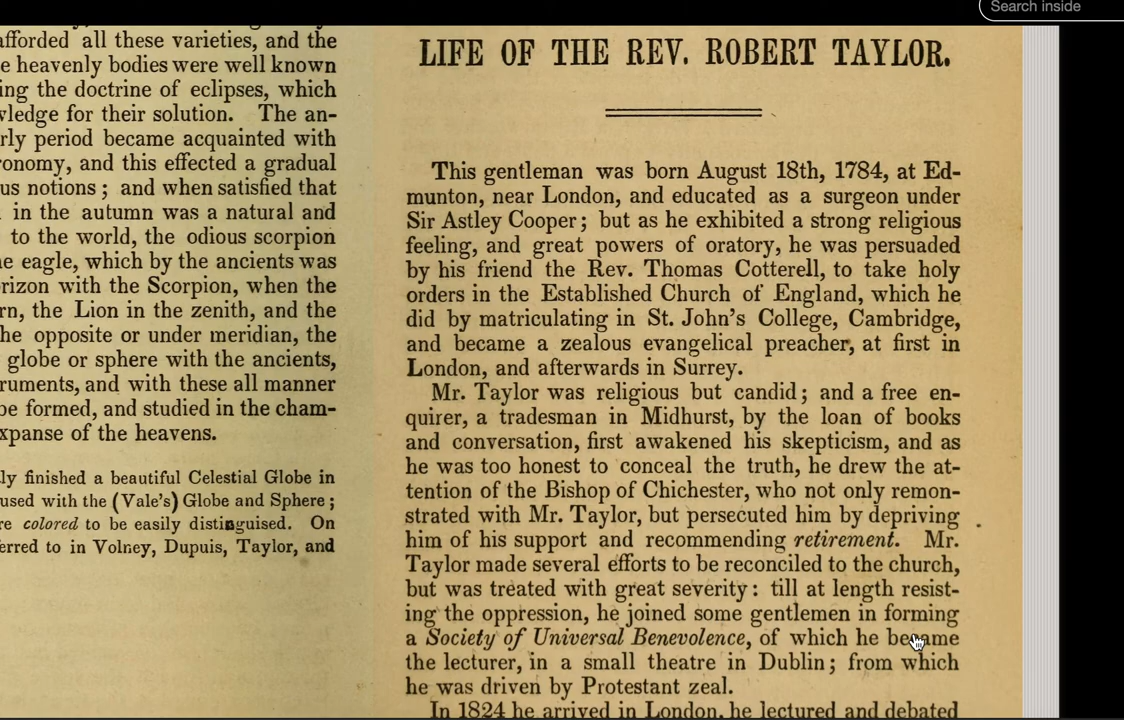 Search inside
afforded all these varieties, and the
e heavenly bodies were well known
ing the doctrine of eclipses, which
wledge for their solution. The an-
rly period became acquainted with
ronomy, and this effected a gradual
us notions; and when satisfied that
in the autumn was a natural and
to the world, the odious scorpion
e eagle, which by the ancients was
rizon with the Scorpion, when the
rn, the Lion in the zenith, and the
he opposite or under meridian, the
globe or sphere with the ancients,
ruments, and with these all manner
be formed, and studied in the cham-
xpanse of the heavens.
ly finished a beautiful Celestial Globe in
used with the (Vale's) Globe and Sphere;
re colored to be easily distinguised. On
erred to in Volney, Dupuis, Taylor, and
LIFE OF THE REV. ROBERT TAYLOR.
This gentleman was born August 18th, 1784, at Ed-
munton, near London, and educated as a surgeon under
Sir Astley Cooper; but as he exhibited a strong religious
feeling, and great powers of oratory, he was persuaded
by his friend the Rev. Thomas Cotterell, to take holy
orders in the Established Church of England, which he
did by matriculating in St. John's College, Cambridge,
and became a zealous evangelical preacher, at first in
London, and afterwards in Surrey.
Mr. Taylor was religious but candid; and a free en-
quirer, a tradesman in Midhurst, by the loan of books
and conversation, first awakened his skepticism, and as
he was too honest to conceal the truth, he drew the at-
tention of the Bishop of Chichester, who not only remon-
strated with Mr. Taylor, but persecuted him by depriving
him of his support and recommending retirement. Mr.
Taylor made several efforts to be reconciled to the church,
but was treated with great severity: till at length resist-
ing the oppression, he joined some gentlemen in forming
a Society of Universal Benevolence, of which he became
the lecturer, in a small theatre in Dublin; from which
he was driven by Protestant zeal.
In 1824 he arrived in London, he lectured and debated